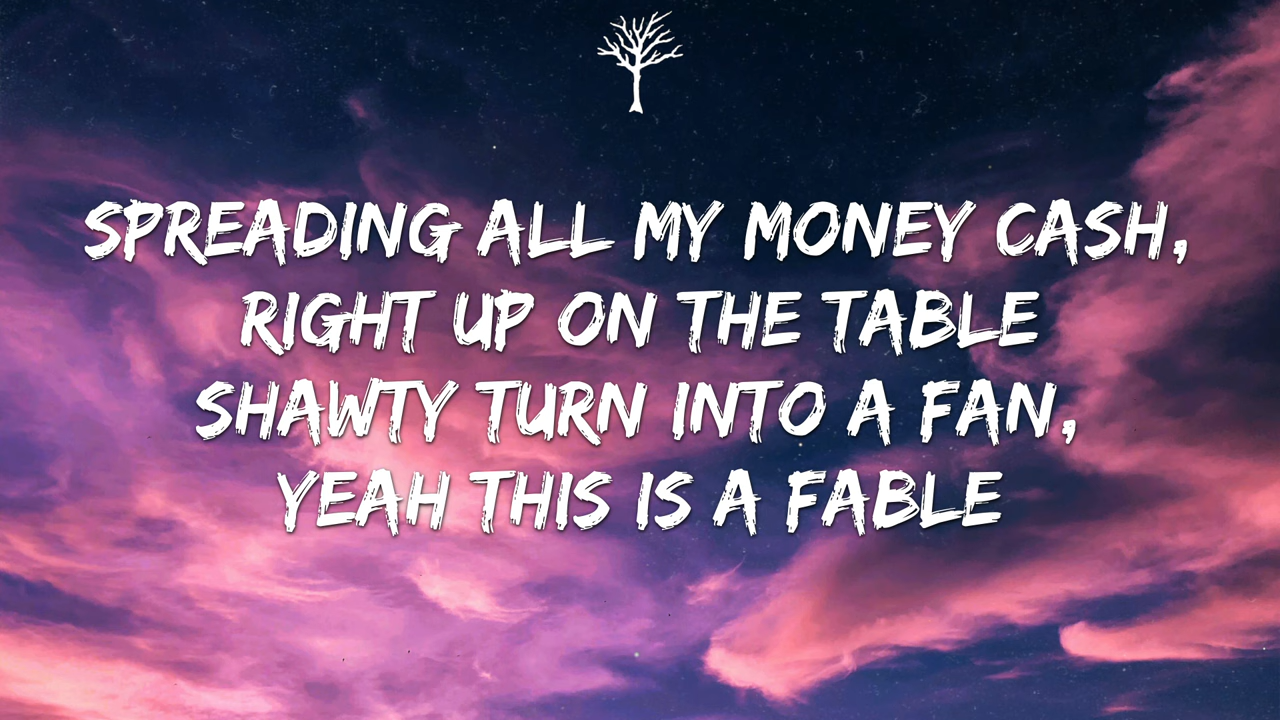 SPREADING ALL MY MONEY CASH,
RIGHT UP ON THE TABLE
SHAWTY TURN INTO A FAN,
YEAH THIS IS A FABLE